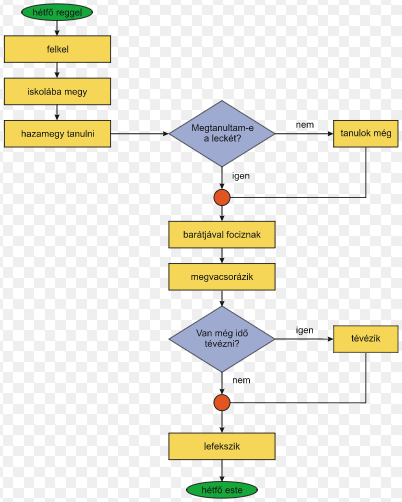 hétfő reggel
felkel
iskolába megy
hazamegy tanulni
Megtanultam-e
a leckét?
nem
tanulok még
igen
barátjával fociznak
megvacsorázik
Van még idő
tévézni?
igen
tévézik
nem
lefekszik
hétfő este